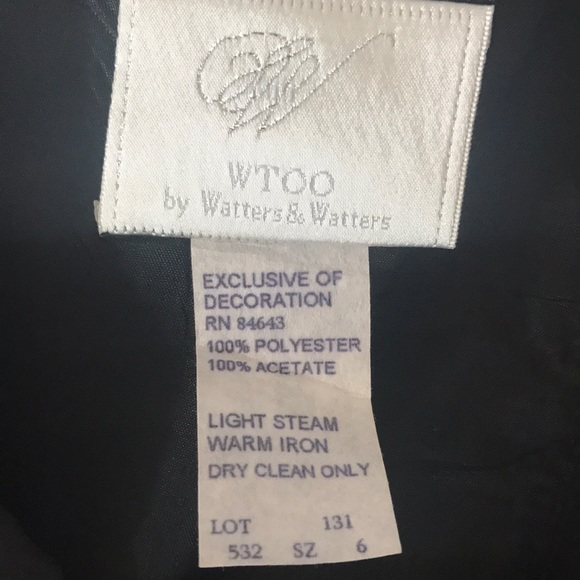 WTOO
by Watters & Watters
EXCLUSIVE OF
DECORATION
RN 84643
100% POLYESTER
100% ACETATE
LIGHT STEAM
WARM IRON
DRY CLEAN ONLY
LOT 131
532 SZ 6